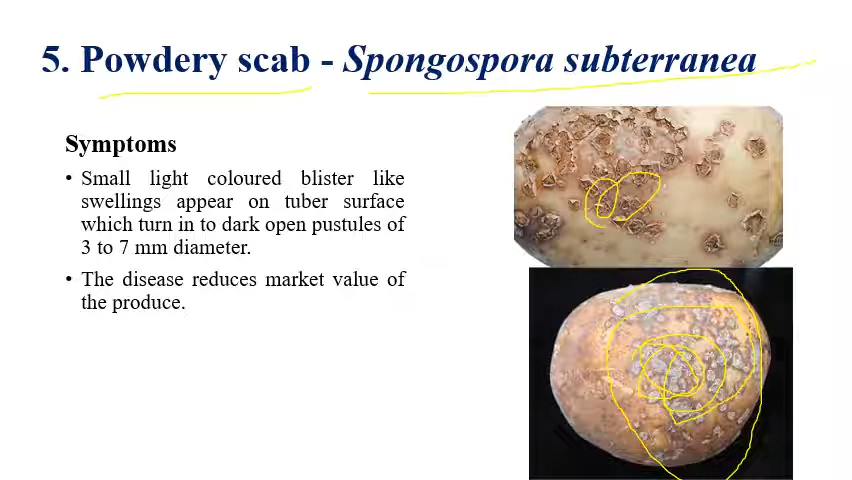 5. Powdery scab - Spongospora subterranea
Symptoms
• Small light coloured blister like
swellings appear on tuber surface
which turn in to dark open pustules of
3 to 7 mm diameter.
• The disease reduces market value of
the produce.